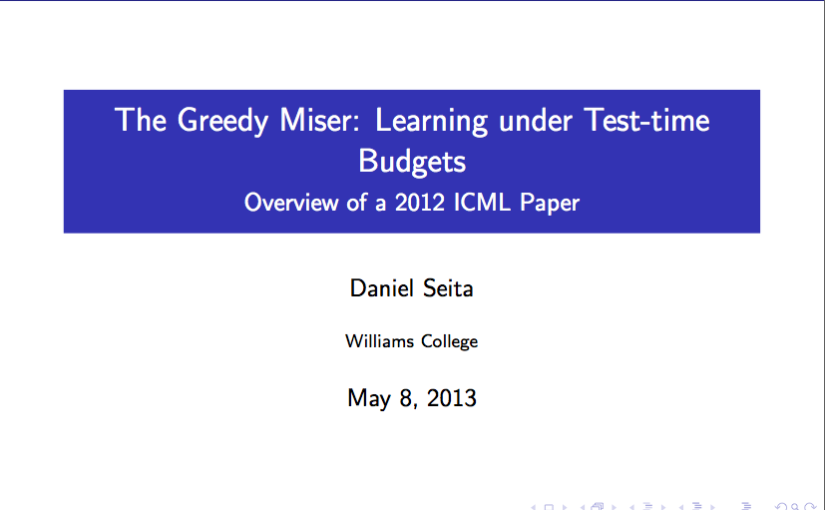 The Greedy Miser: Learning under Test-time
Budgets
Overview of a 2012 ICML Paper
Daniel Seita
Williams College
May 8, 2013